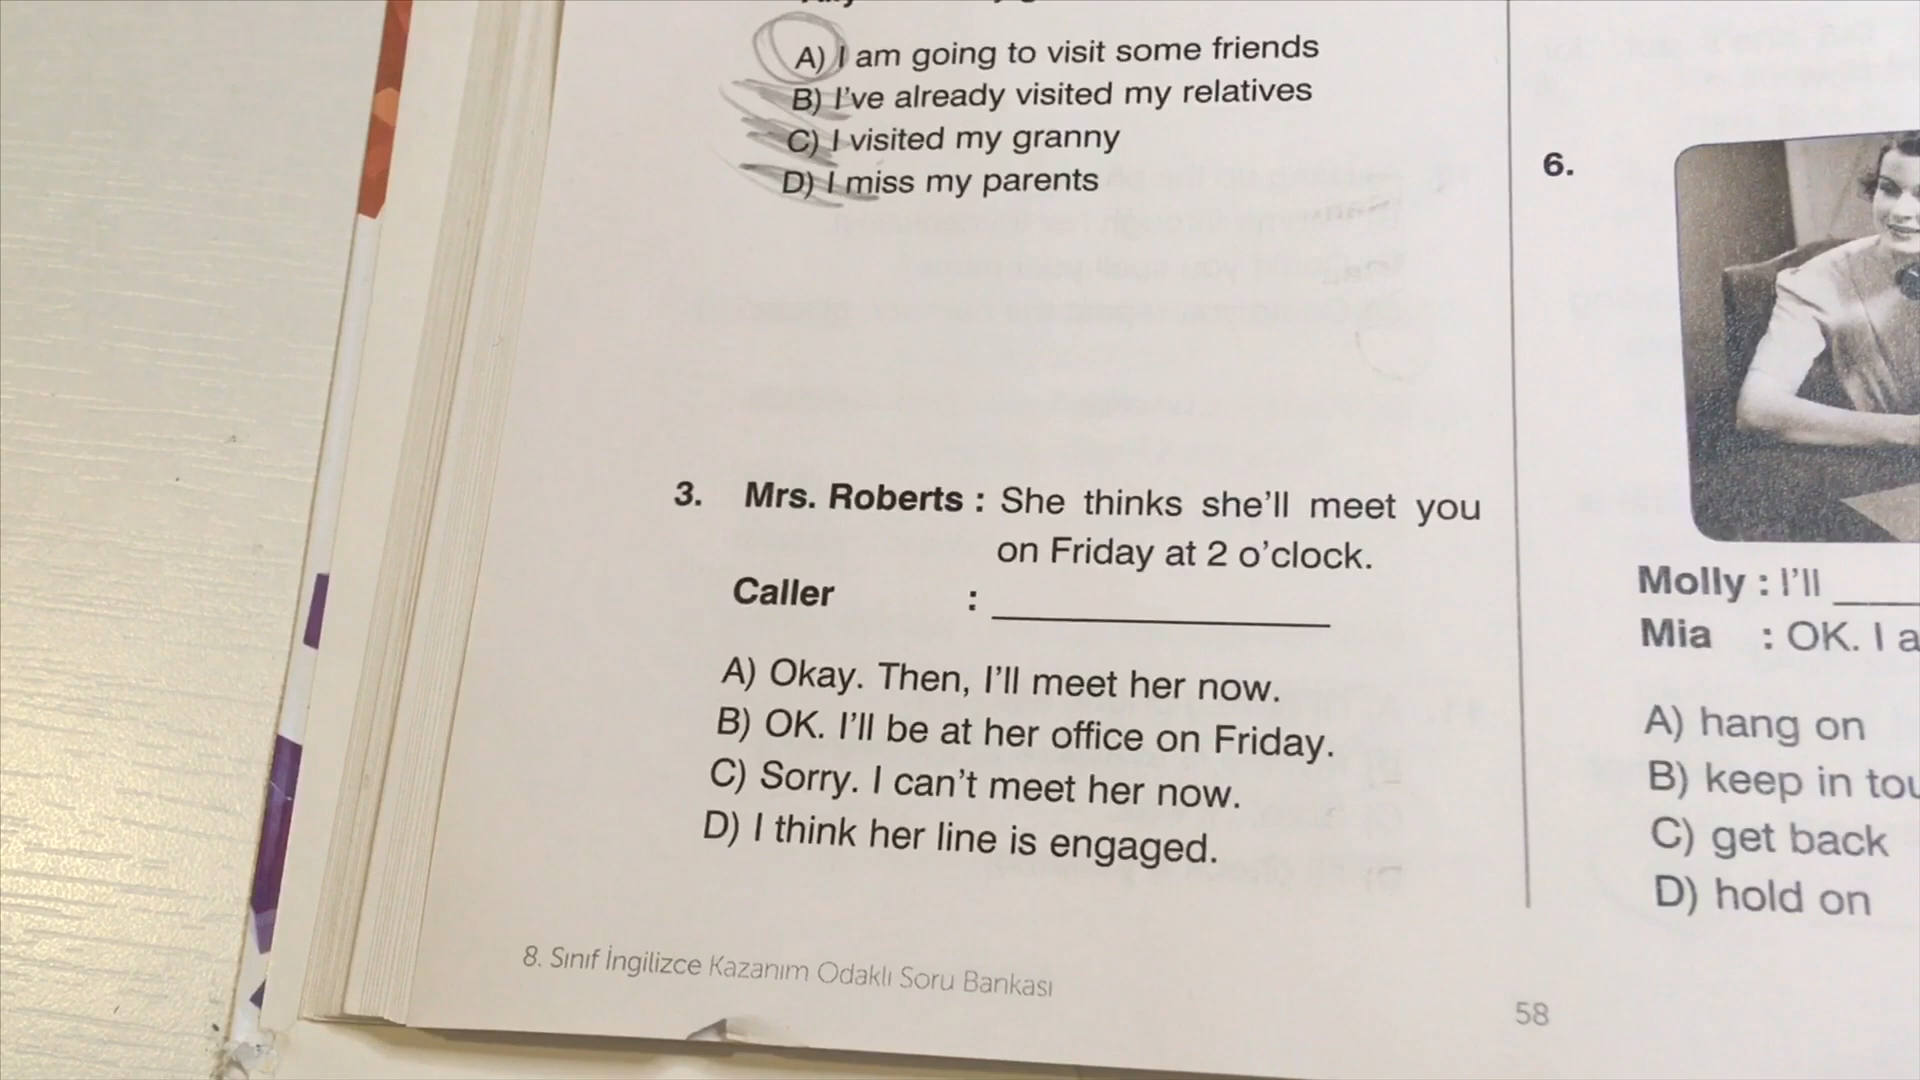 A) I am going to visit some friends
B) I've already visited my relatives
C) I visited my granny
D) I miss my parents
3. Mrs. Roberts : She thinks she'll meet you
on Friday at 2 o'clock.
Caller : ____________
A) Okay. Then, I'll meet her now.
B) OK. I'll be at her office on Friday.
C) Sorry. I can't meet her now.
D) I think her line is engaged.
8. Sınıf İngilizce Kazanım Odaklı Soru Bankası
58
6.
Molly : I'll ____
Mia : OK. I a
A) hang on
B) keep in tou
C) get back
D) hold on